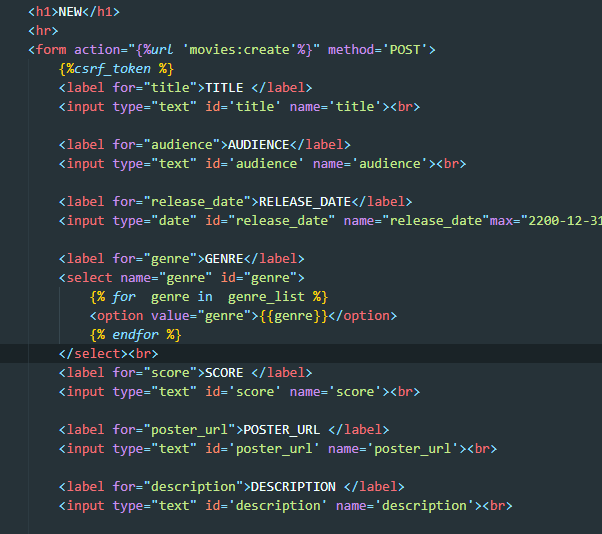 <h1>NEW</h1>
<hr>
<form action="{%url 'movies:create'%}" method='POST'>
{%csrf_token %}
<label for="title">TITLE </label>
<input type="text" id='title' name='title'><br>
<label for="audience">AUDIENCE</label>
<input type="text" id='audience' name='audience'><br>
<label for="release_date">RELEASE_DATE</label>
<input type="date" id="release_date" name="release_date"max="2200-12-31
<label for="genre">GENRE</label>
<select name="genre" id="genre">
{% for  genre in  genre_list %}
<option value="genre">{{genre}}</option>
{% endfor %}
</select><br>
<label for="score">SCORE </label>
<input type="text" id='score' name='score'><br>
<label for="poster_url">POSTER_URL </label>
<input type="text" id='poster_url' name='poster_url'><br>
<label for="description">DESCRIPTION </label>
<input type="text" id='description' name='description'><br>